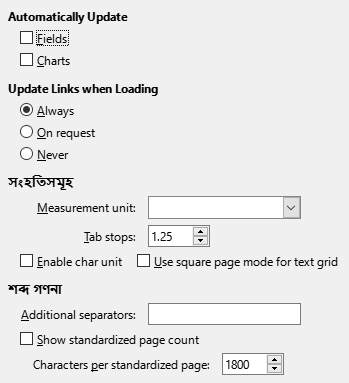 Automatically Update
Fields
Charts
Update Links when Loading
Always
On request
Never
সংহতিসমূহ
Measurement unit:
Tab stops: 1.25
Enable char unit Use square page mode for text grid
শব্দ গণনা
Additional separators:
Show standardized page count
Characters per standardized page: 1800